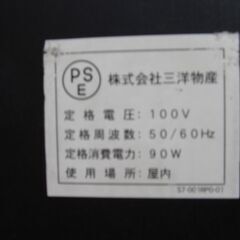 PS
E
株式会社三洋物産
定格電圧：100V
定格周波数：50/60Hz
定格消費電力：90W
使用場所：屋内